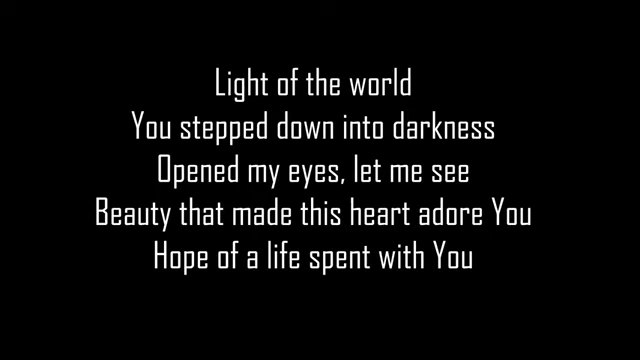 Light of the world
You stepped down into darkness
Opened my eyes, let me see
Beauty that made this heart adore You
Hope of a life spent with You